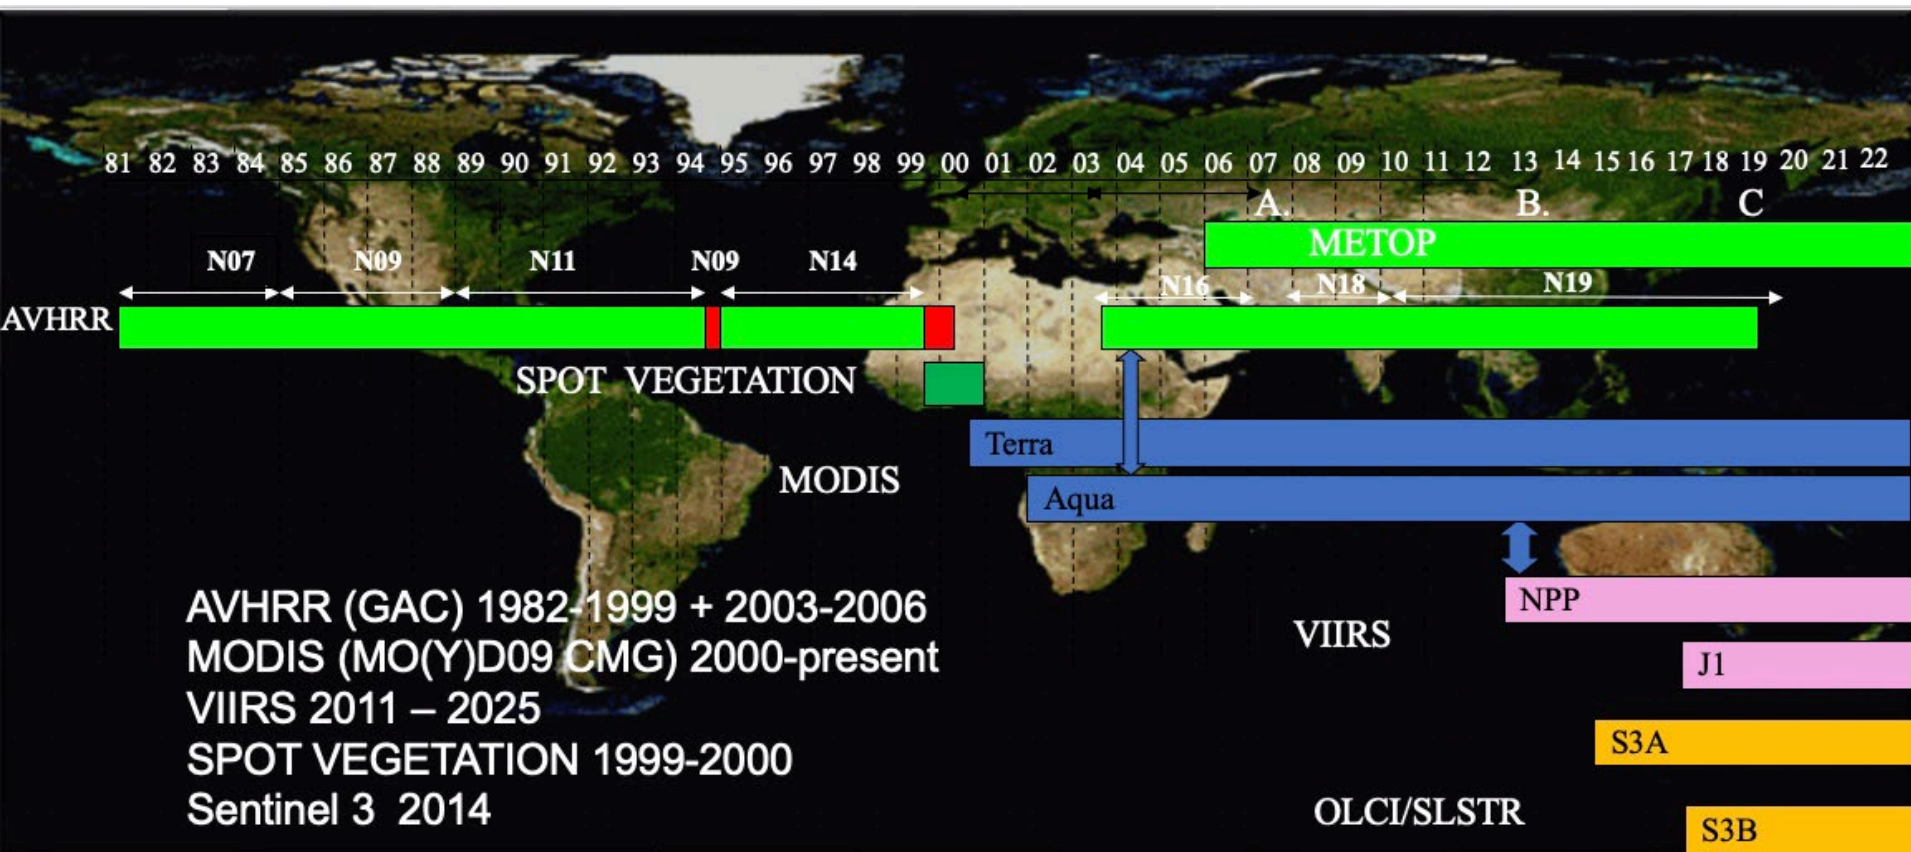 81 82 83 84 85 86 87 88 89 90 91 92 93 94 95 96 97 98 99 00 01 02 03 04 05 06 07 08 09 10 11 12 13 14 15 16 17 18 19 20 21 22
A. B. C
METOP
N07 N09 N11 N09 N14
N16 N18 N19
AVHRR
SPOT VEGETATION
Terra
MODIS
Aqua
NPP
VIIRS
J1
S3A
OLCI/SLSTR
S3B
AVHRR (GAC) 1982-1999 + 2003-2006
MODIS (MO(Y)D09 CMG) 2000-present
VIIRS 2011 – 2025
SPOT VEGETATION 1999-2000
Sentinel 3 2014